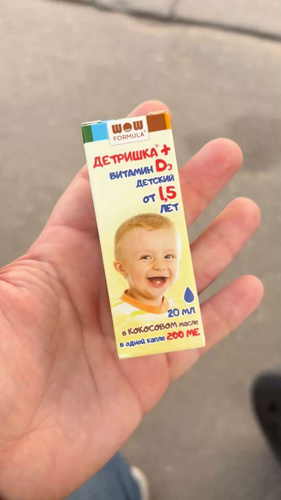 WOW
FORMULA
ДЕТРИШКА®+
ВИТАМИН D3
ДЕТСКИЙ
ОТ 1,5
ЛЕТ
20 МЛ
в КОКОСОВОМ масле
в одной капле 200 МЕ